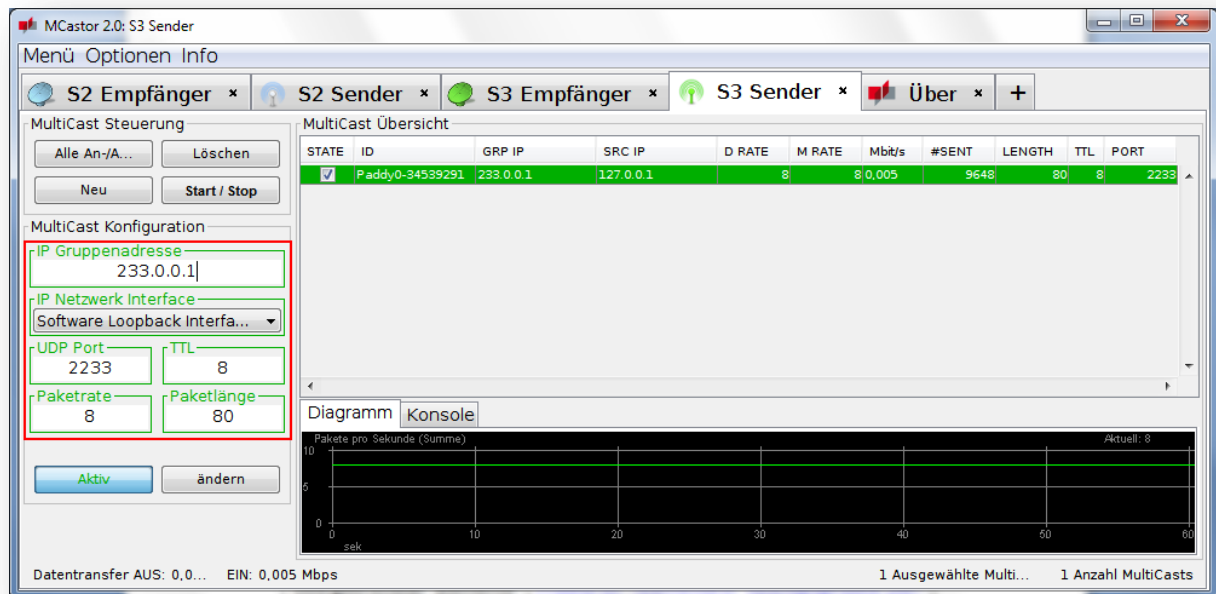 MCastor 2.0: S3 Sender
Menü Optionen Info
S2 Empfänger × S2 Sender × S3 Empfänger × S3 Sender × Über × +
MultiCast Steuerung
Alle An-/A... Löschen
Neu Start / Stop
MultiCast Konfiguration
IP Gruppenadresse
233.0.0.1
IP Netzwerk Interface
Software Loopback Interfa...
UDP Port TTL
2233 8
Paketrate Paketlänge
8 80
Aktiv ändern
MultiCast Übersicht
STATE ID GRP IP SRC IP D RATE M RATE Mbit/s #SENT LENGTH TTL PORT
Paddy0-34539291 233.0.0.1 127.0.0.1 8 8 0,005 9648 80 8 2233
Diagramm Konsole
Pakete pro Sekunde (Summe) Aktuell: 8
10
5
0
0 10 20 30 40 50 60
sek
Datentransfer AUS: 0,0... EIN: 0,005 Mbps 1 Ausgewählte Multi... 1 Anzahl MultiCasts